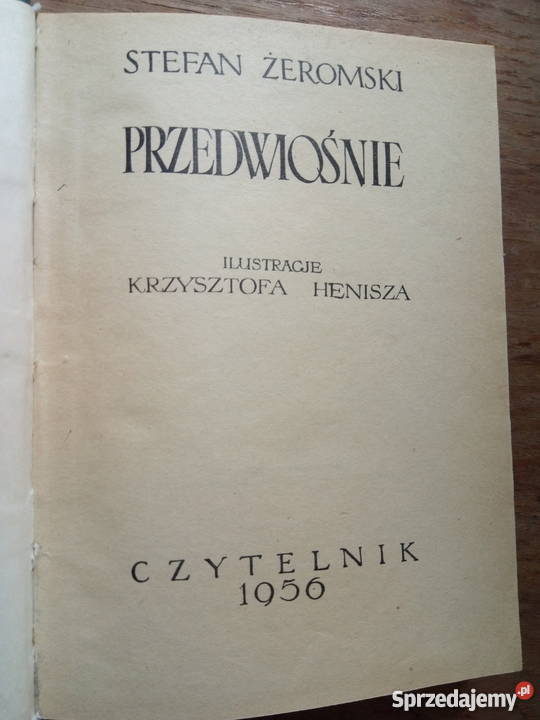 STEFAN ŻEROMSKI
PRZEDWIOŚNIE
ILUSTRACJE
KRZYSZTOFA HENISZA
CZYTELNIK
1956
Sprzedajemy.pl